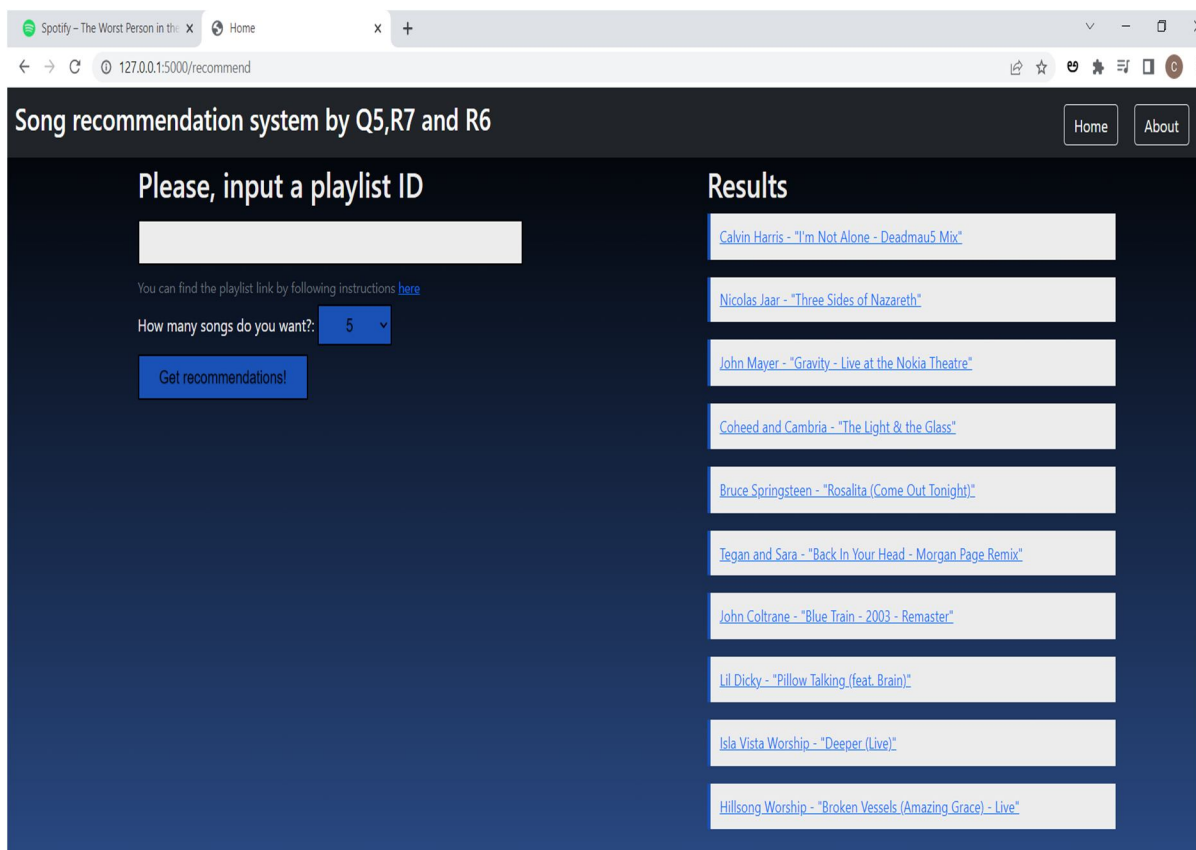 Spotify – The Worst Person in the
Home
127.0.0.1:5000/recommend
C
Song recommendation system by Q5,R7 and R6
Home
About
Please, input a playlist ID
You can find the playlist link by following instructions here
How many songs do you want?: 5
Get recommendations!
Results
Calvin Harris - "I'm Not Alone - Deadmau5 Mix"
Nicolas Jaar - "Three Sides of Nazareth"
John Mayer - "Gravity - Live at the Nokia Theatre"
Coheed and Cambria - "The Light & the Glass"
Bruce Springsteen - "Rosalita (Come Out Tonight)"
Tegan and Sara - "Back In Your Head - Morgan Page Remix"
John Coltrane - "Blue Train - 2003 - Remaster"
Lil Dicky - "Pillow Talking (feat. Brain)"
Isla Vista Worship - "Deeper (Live)"
Hillsong Worship - "Broken Vessels (Amazing Grace) - Live"